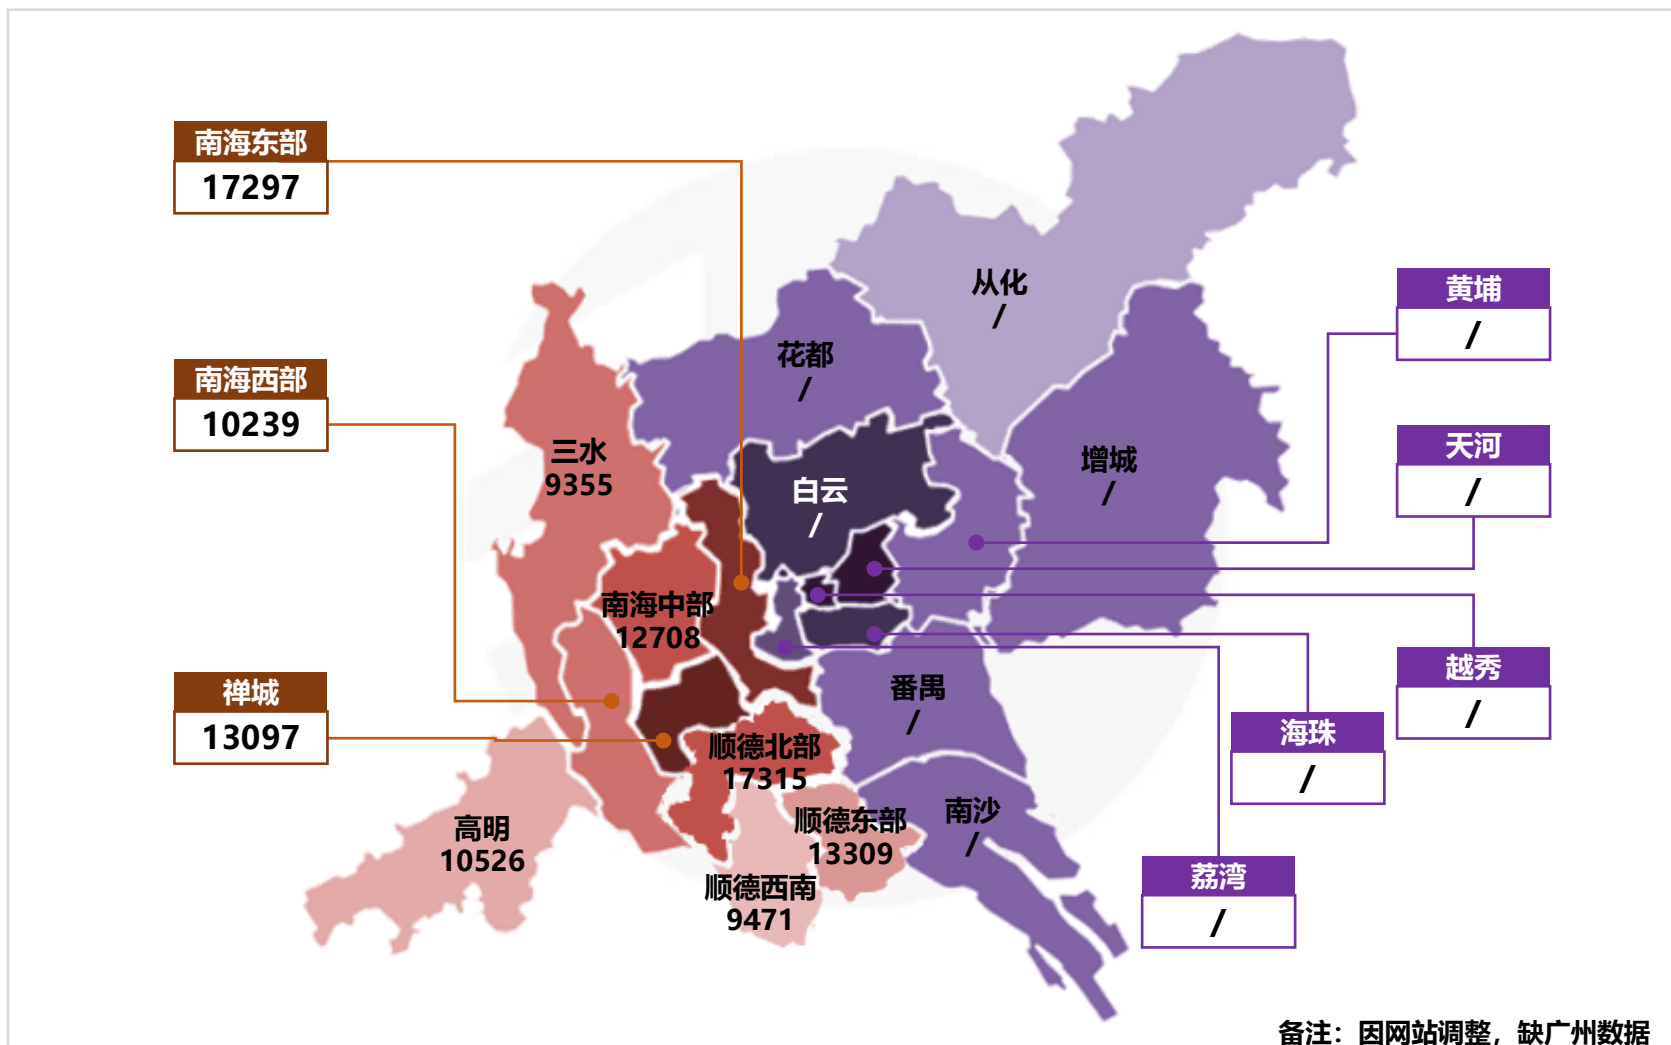 南海东部
17297
从化
/
黄埔
/
花都
/
南海西部
10239
三水
9355
天河
/
增城
/
白云
/
南海中部
12708
禅城
13097
番禺
/
越秀
/
海珠
/
顺德北部
17315
高明
10526
顺德东部
13309
南沙
/
顺德西南
9471
荔湾
/
备注：因网站调整，缺广州数据